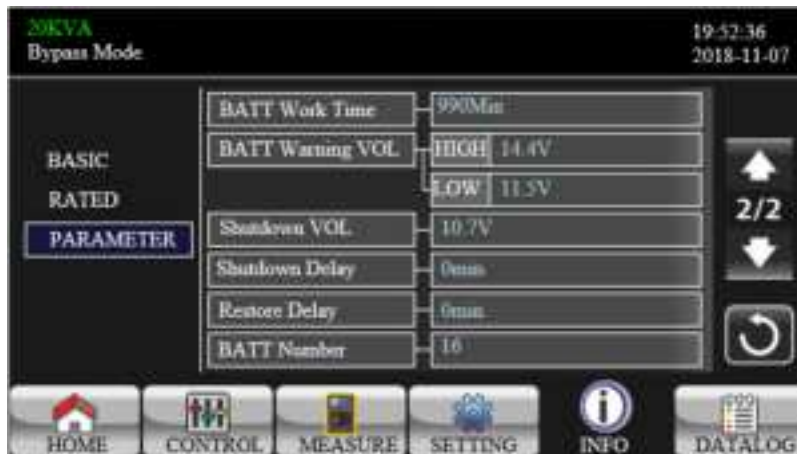 20KVA
Bypass Mode
19:52:36
2018-11-07
BASIC
RATED
PARAMETER
BATT Work Time 990Min
BATT Warning VOL HIGH 14.4V
LOW 11.5V
Shutdown VOL 10.7V
Shutdown Delay 0min
Restore Delay 0min
BATT Number 16
2/2
HOME CONTROL MEASURE SETTING INFO DATALOG